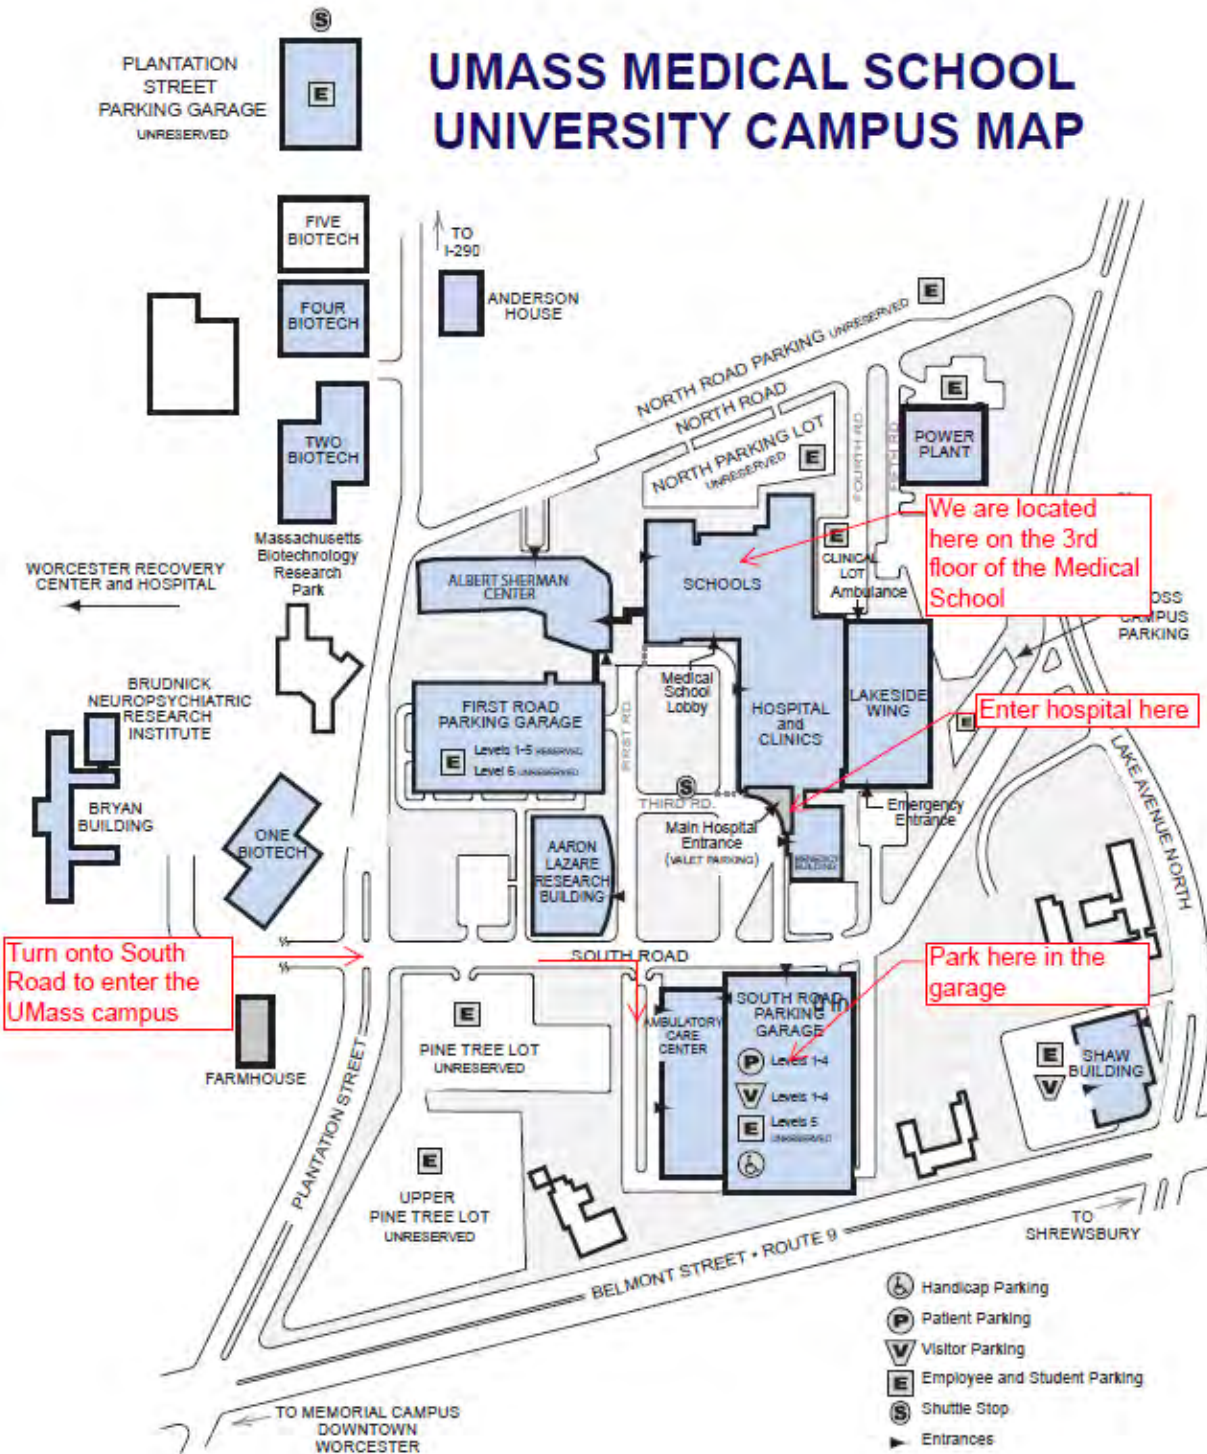 S
PLANTATION
STREET
PARKING GARAGE
UNRESERVED
E
UMASS MEDICAL SCHOOL
UNIVERSITY CAMPUS MAP
FIVE
BIOTECH
TO
I-290
FOUR
BIOTECH
ANDERSON
HOUSE
E
NORTH ROAD PARKING UNRESERVED
NORTH ROAD
NORTH PARKING LOT
UNRESERVED
E
FOURTH RD.
FIFTH RD.
E
POWER
PLANT
TWO
BIOTECH
Massachusetts
Biotechnology
Research
Park
WORCESTER RECOVERY
CENTER and HOSPITAL
ALBERT SHERMAN
CENTER
SCHOOLS
E
CLINICAL
LOT
Ambulance
We are located
here on the 3rd
floor of the Medical
School
OSS
CAMPUS
PARKING
BRUDNICK
NEUROPSYCHIATRIC
RESEARCH
INSTITUTE
BRYAN
BUILDING
FIRST ROAD
PARKING GARAGE
E
Levels 1-5 RESERVED
Level 6 UNRESERVED
FIRST RD.
Medical
School
Lobby
HOSPITAL
and
CLINICS
LAKESIDE
WING
Enter hospital here
E
LAKE AVENUE NORTH
S
THIRD RD.
Main Hospital
Entrance
(VALET PARKING)
Emergency
Entrance
BENEDICT
BUILDING
ONE
BIOTECH
AARON
LAZARE
RESEARCH
BUILDING
SOUTH ROAD
Turn onto South
Road to enter the
UMass campus
Park here in the
garage
FARMHOUSE
PLANTATION STREET
E
PINE TREE LOT
UNRESERVED
AMBULATORY
CARE
CENTER
SOUTH ROAD
PARKING
GARAGE
P Levels 1-4
V Levels 1-4
E Levels 5
UNRESERVED
E
V
SHAW
BUILDING
E
UPPER
PINE TREE LOT
UNRESERVED
BELMONT STREET • ROUTE 9
TO
SHREWSBURY
Handicap Parking
P Patient Parking
V Visitor Parking
E Employee and Student Parking
S Shuttle Stop
Entrances
TO MEMORIAL CAMPUS
DOWNTOWN
WORCESTER